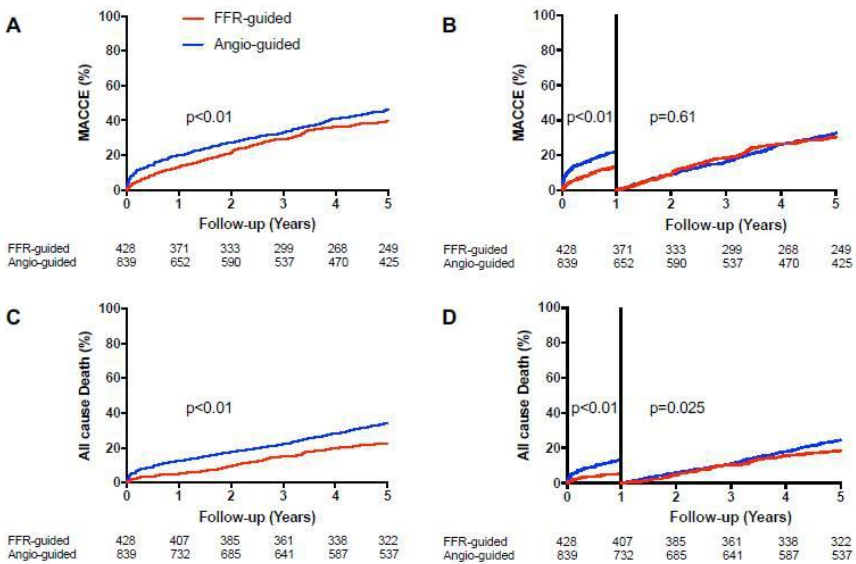 A
FFR-guided
Angio-guided
100
80
60
40
20
0
MACCE (%)
p<0.01
0 1 2 3 4 5
Follow-up (Years)
FFR-guided 428 371 333 299 268 249
Angio-guided 839 652 590 537 470 425
B
100
80
60
40
20
0
MACCE (%)
p<0.01 p=0.61
0 1 2 3 4 5
Follow-up (Years)
FFR-guided 428 371 333 299 268 249
Angio-guided 839 652 590 537 470 425
C
100
80
60
40
20
0
All cause Death (%)
p<0.01
0 1 2 3 4 5
Follow-up (Years)
FFR-guided 428 407 385 361 338 322
Angio-guided 839 732 685 641 587 537
D
100
80
60
40
20
0
All cause Death (%)
p<0.01 p=0.025
0 1 2 3 4 5
Follow-up (Years)
FFR-guided 428 407 385 361 338 322
Angio-guided 839 732 685 641 587 537